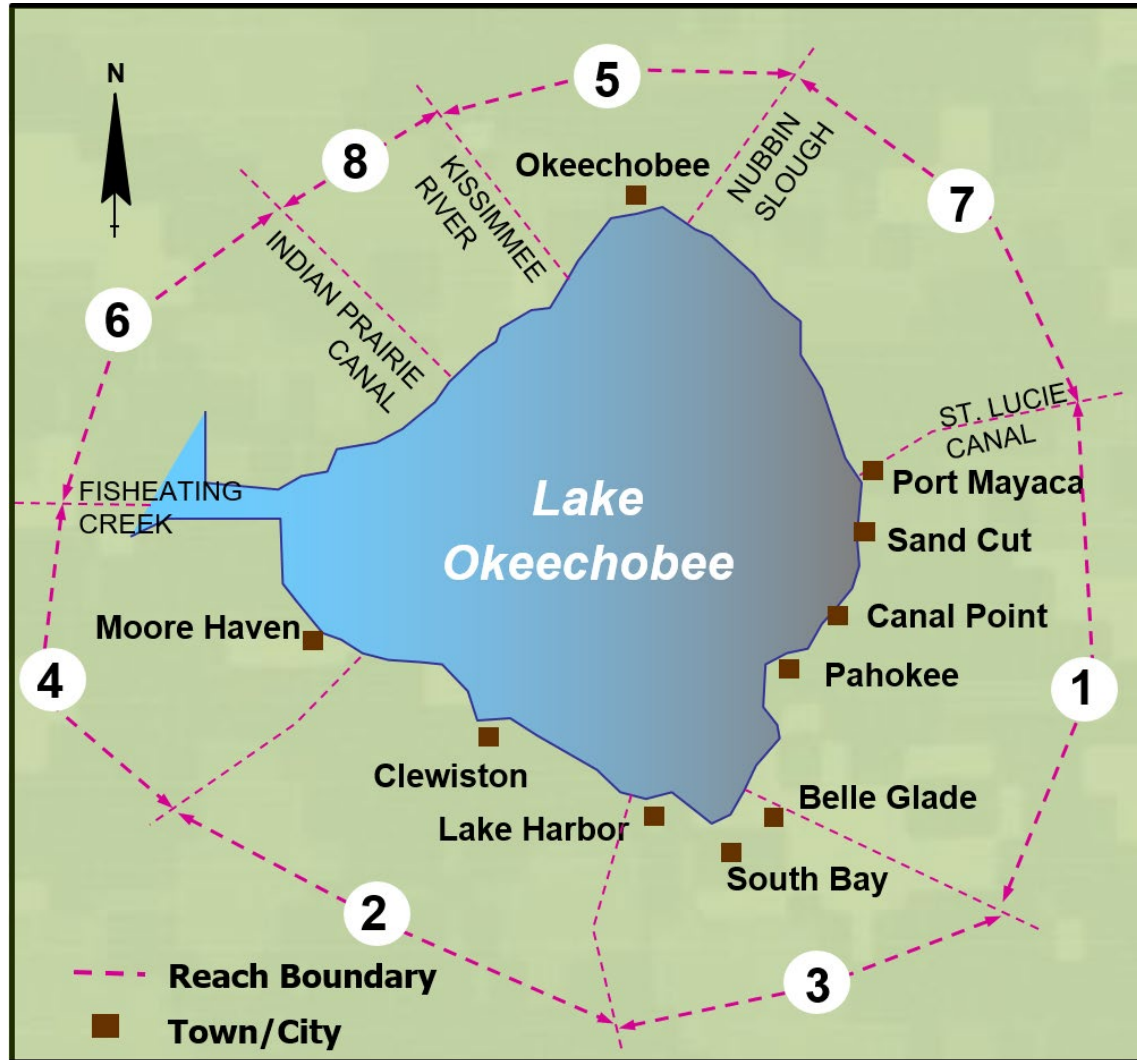 N
5
8
Okeechobee
KISSIMMEE
RIVER
NUBBIN
SLOUGH
7
INDIAN PRAIRIE
CANAL
6
ST. LUCIE
CANAL
FISHEATING
CREEK
Lake
Okeechobee
Port Mayaca
Sand Cut
Canal Point
Moore Haven
Pahokee
4
1
Clewiston
Belle Glade
Lake Harbor
South Bay
2
3
Reach Boundary
Town/City